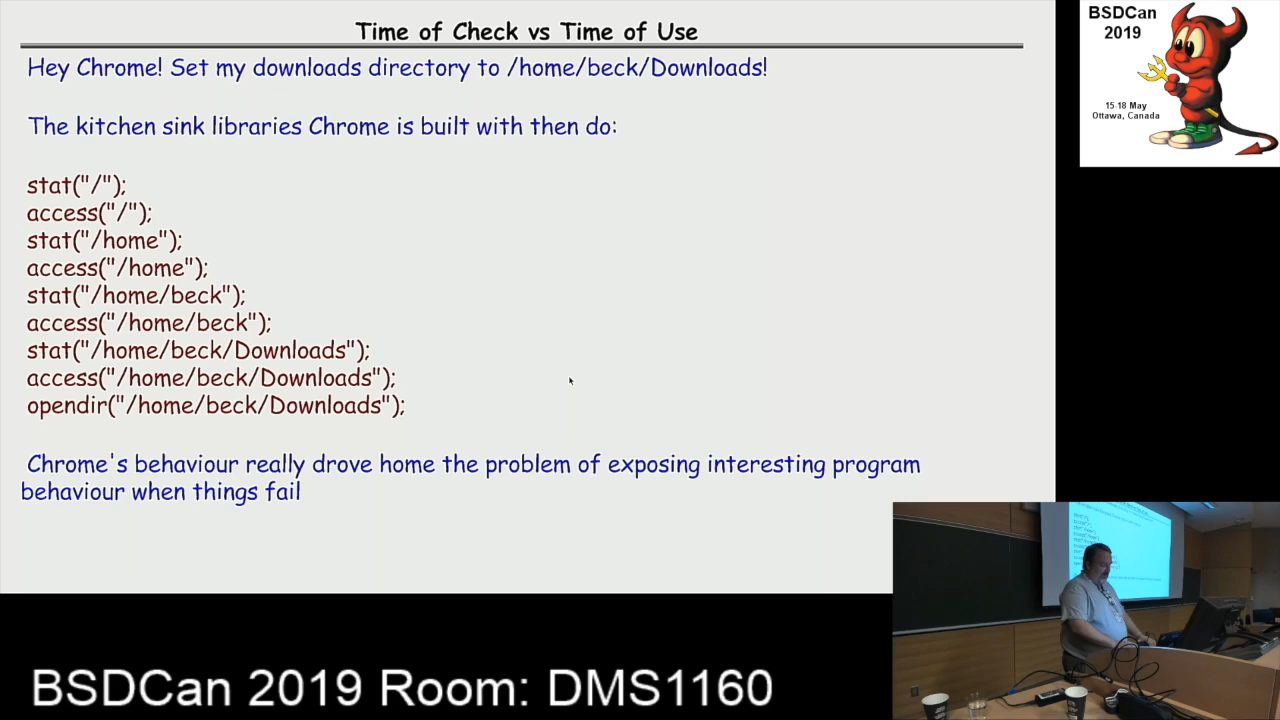 Time of Check vs Time of Use
Hey Chrome! Set my downloads directory to /home/beck/Downloads!
The kitchen sink libraries Chrome is built with then do:
stat("/");
access("/");
stat("/home");
access("/home");
stat("/home/beck");
access("/home/beck");
stat("/home/beck/Downloads");
access("/home/beck/Downloads");
opendir("/home/beck/Downloads");
Chrome's behaviour really drove home the problem of exposing interesting program
behaviour when things fail
BSDCan
2019
15-18 May
Ottawa, Canada
BSDCan 2019 Room: DMS1160